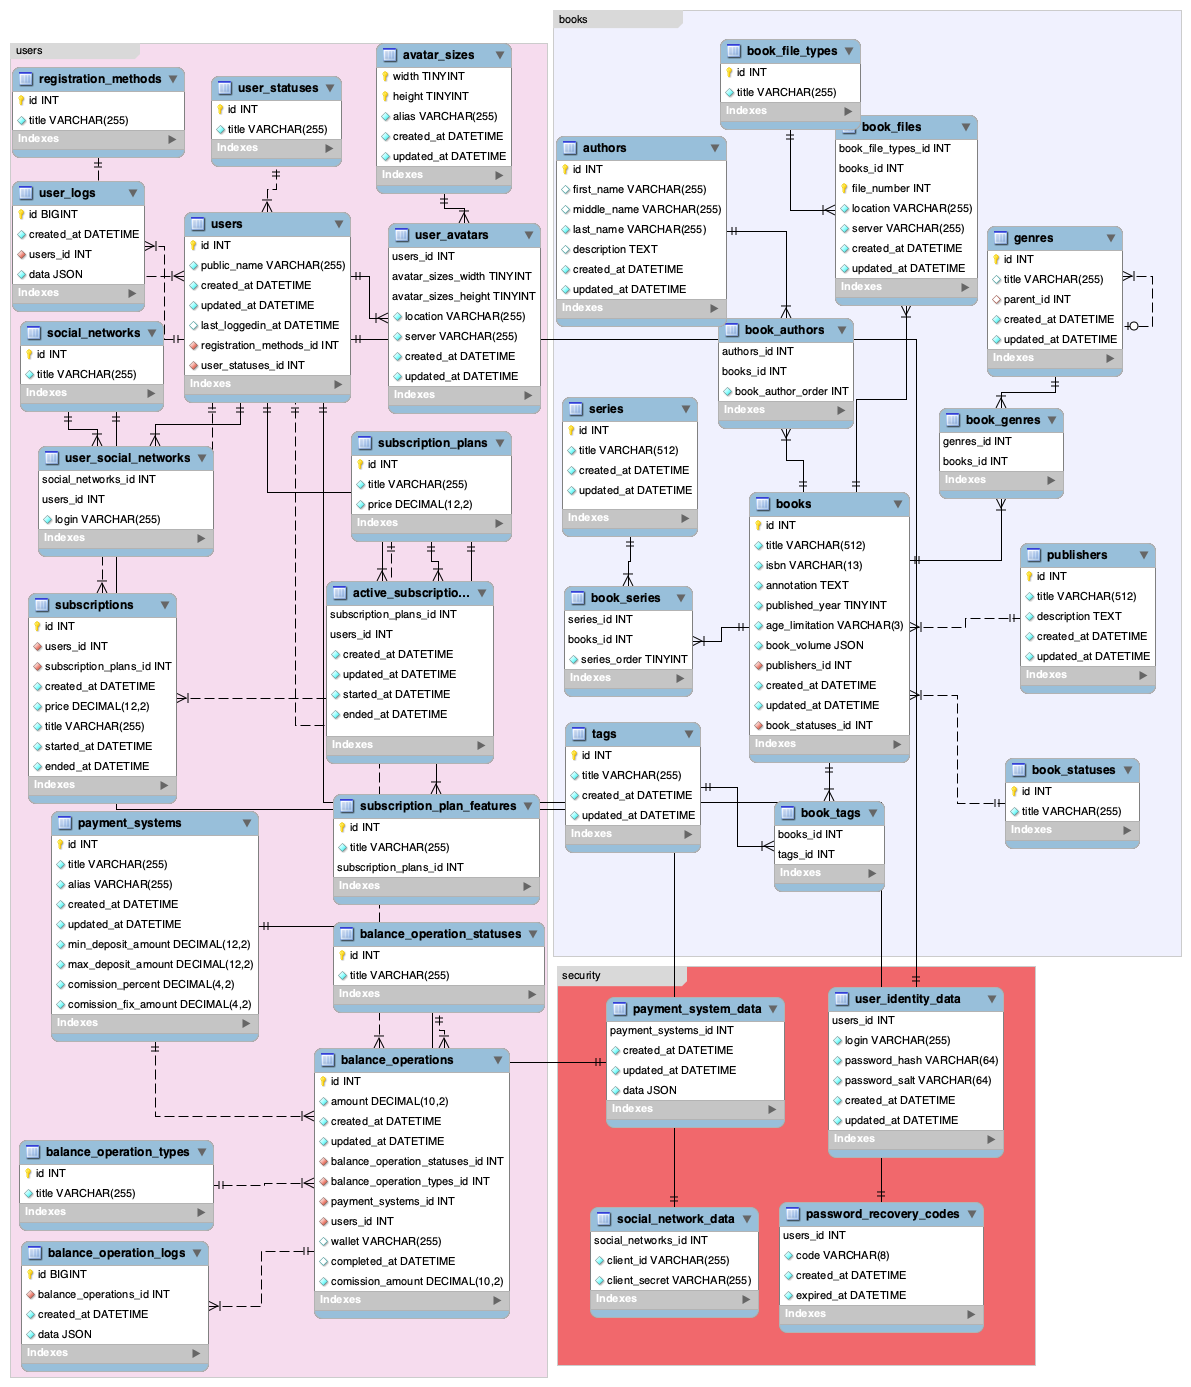 users
registration_methods
id INT
title VARCHAR(255)
Indexes
user_statuses
id INT
title VARCHAR(255)
Indexes
avatar_sizes
width TINYINT
height TINYINT
alias VARCHAR(255)
created_at DATETIME
updated_at DATETIME
Indexes
user_logs
id BIGINT
created_at DATETIME
users_id INT
data JSON
Indexes
users
id INT
public_name VARCHAR(255)
created_at DATETIME
updated_at DATETIME
last_loggedin_at DATETIME
registration_methods_id INT
user_statuses_id INT
Indexes
user_avatars
users_id INT
avatar_sizes_width TINYINT
avatar_sizes_height TINYINT
location VARCHAR(255)
server VARCHAR(255)
created_at DATETIME
updated_at DATETIME
Indexes
social_networks
id INT
title VARCHAR(255)
Indexes
user_social_networks
social_networks_id INT
users_id INT
login VARCHAR(255)
Indexes
subscription_plans
id INT
title VARCHAR(255)
price DECIMAL(12,2)
Indexes
subscriptions
id INT
users_id INT
subscription_plans_id INT
created_at DATETIME
price DECIMAL(12,2)
title VARCHAR(255)
started_at DATETIME
ended_at DATETIME
Indexes
active_subscriptio...
subscription_plans_id INT
users_id INT
created_at DATETIME
updated_at DATETIME
started_at DATETIME
ended_at DATETIME
Indexes
subscription_plan_features
id INT
title VARCHAR(255)
subscription_plans_id INT
Indexes
payment_systems
id INT
title VARCHAR(255)
alias VARCHAR(255)
created_at DATETIME
updated_at DATETIME
min_deposit_amount DECIMAL(12,2)
max_deposit_amount DECIMAL(12,2)
comission_percent DECIMAL(4,2)
comission_fix_amount DECIMAL(4,2)
Indexes
balance_operation_statuses
id INT
title VARCHAR(255)
Indexes
balance_operations
id INT
amount DECIMAL(10,2)
created_at DATETIME
updated_at DATETIME
balance_operation_statuses_id INT
balance_operation_types_id INT
payment_systems_id INT
users_id INT
wallet VARCHAR(255)
completed_at DATETIME
comission_amount DECIMAL(10,2)
Indexes
balance_operation_types
id INT
title VARCHAR(255)
Indexes
balance_operation_logs
id BIGINT
balance_operations_id INT
created_at DATETIME
data JSON
Indexes
books
book_file_types
id INT
title VARCHAR(255)
Indexes
authors
id INT
first_name VARCHAR(255)
middle_name VARCHAR(255)
last_name VARCHAR(255)
description TEXT
created_at DATETIME
updated_at DATETIME
Indexes
book_files
book_file_types_id INT
books_id INT
file_number INT
location VARCHAR(255)
server VARCHAR(255)
created_at DATETIME
updated_at DATETIME
Indexes
genres
id INT
title VARCHAR(255)
parent_id INT
created_at DATETIME
updated_at DATETIME
Indexes
book_authors
authors_id INT
books_id INT
book_author_order INT
Indexes
series
id INT
title VARCHAR(512)
created_at DATETIME
updated_at DATETIME
Indexes
book_genres
genres_id INT
books_id INT
Indexes
books
id INT
title VARCHAR(512)
isbn VARCHAR(13)
annotation TEXT
published_year TINYINT
age_limitation VARCHAR(3)
book_volume JSON
publishers_id INT
created_at DATETIME
updated_at DATETIME
book_statuses_id INT
Indexes
publishers
id INT
title VARCHAR(512)
description TEXT
created_at DATETIME
updated_at DATETIME
Indexes
book_series
series_id INT
books_id INT
series_order TINYINT
Indexes
tags
id INT
title VARCHAR(255)
created_at DATETIME
updated_at DATETIME
Indexes
book_statuses
id INT
title VARCHAR(255)
Indexes
book_tags
books_id INT
tags_id INT
Indexes
security
payment_system_data
payment_systems_id INT
created_at DATETIME
updated_at DATETIME
data JSON
Indexes
user_identity_data
users_id INT
login VARCHAR(255)
password_hash VARCHAR(64)
password_salt VARCHAR(64)
created_at DATETIME
updated_at DATETIME
Indexes
social_network_data
social_networks_id INT
client_id VARCHAR(255)
client_secret VARCHAR(255)
Indexes
password_recovery_codes
users_id INT
code VARCHAR(8)
created_at DATETIME
expired_at DATETIME
Indexes